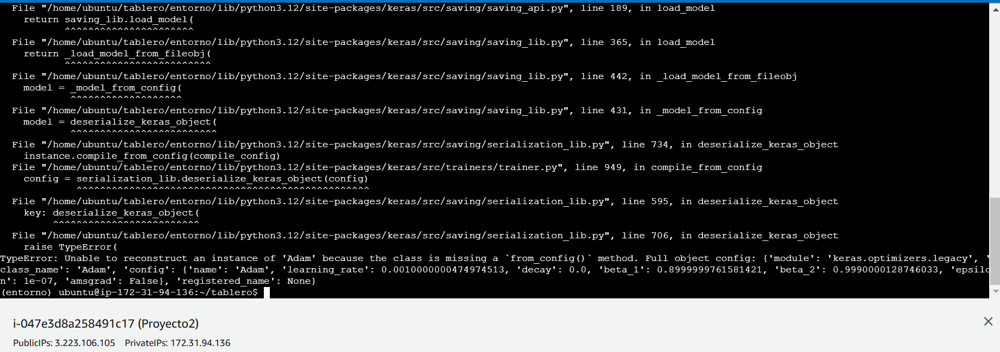 File "/home/ubuntu/tablero/entorno/lib/python3.12/site-packages/keras/src/saving/saving_api.py", line 189, in load_model
return saving_lib.load_model(
^^^^^^^^^^^^^^^^^^^^^^
File "/home/ubuntu/tablero/entorno/lib/python3.12/site-packages/keras/src/saving/saving_lib.py", line 365, in load_model
return _load_model_from_fileobj(
^^^^^^^^^^^^^^^^^^^^^^^^^
File "/home/ubuntu/tablero/entorno/lib/python3.12/site-packages/keras/src/saving/saving_lib.py", line 442, in _load_model_from_fileobj
model = _model_from_config(
^^^^^^^^^^^^^^^^^^^
File "/home/ubuntu/tablero/entorno/lib/python3.12/site-packages/keras/src/saving/saving_lib.py", line 431, in _model_from_config
model = deserialize_keras_object(
^^^^^^^^^^^^^^^^^^^^^^^^^
File "/home/ubuntu/tablero/entorno/lib/python3.12/site-packages/keras/src/saving/serialization_lib.py", line 734, in deserialize_keras_object
instance.compile_from_config(compile_config)
File "/home/ubuntu/tablero/entorno/lib/python3.12/site-packages/keras/src/trainers/trainer.py", line 949, in compile_from_config
config = serialization_lib.deserialize_keras_object(config)
^^^^^^^^^^^^^^^^^^^^^^^^^^^^^^^^^^^^^^^^^^^^^^^^^^
File "/home/ubuntu/tablero/entorno/lib/python3.12/site-packages/keras/src/saving/serialization_lib.py", line 595, in deserialize_keras_object
key: deserialize_keras_object(
^^^^^^^^^^^^^^^^^^^^^^^^^
File "/home/ubuntu/tablero/entorno/lib/python3.12/site-packages/keras/src/saving/serialization_lib.py", line 706, in deserialize_keras_object
raise TypeError(
TypeError: Unable to reconstruct an instance of 'Adam' because the class is missing a `from_config()` method. Full object config: {'module': 'keras.optimizers.legacy', '
class_name': 'Adam', 'config': {'name': 'Adam', 'learning_rate': 0.0010000000474974513, 'decay': 0.0, 'beta_1': 0.8999999761581421, 'beta_2': 0.9990000128746033, 'epsilo
n': 1e-07, 'amsgrad': False}, 'registered_name': None}
(entorno) ubuntu@ip-172-31-94-136:~/tablero$
i-047e3d8a258491c17 (Proyecto2)
PublicIPs: 3.223.106.105 PrivateIPs: 172.31.94.136